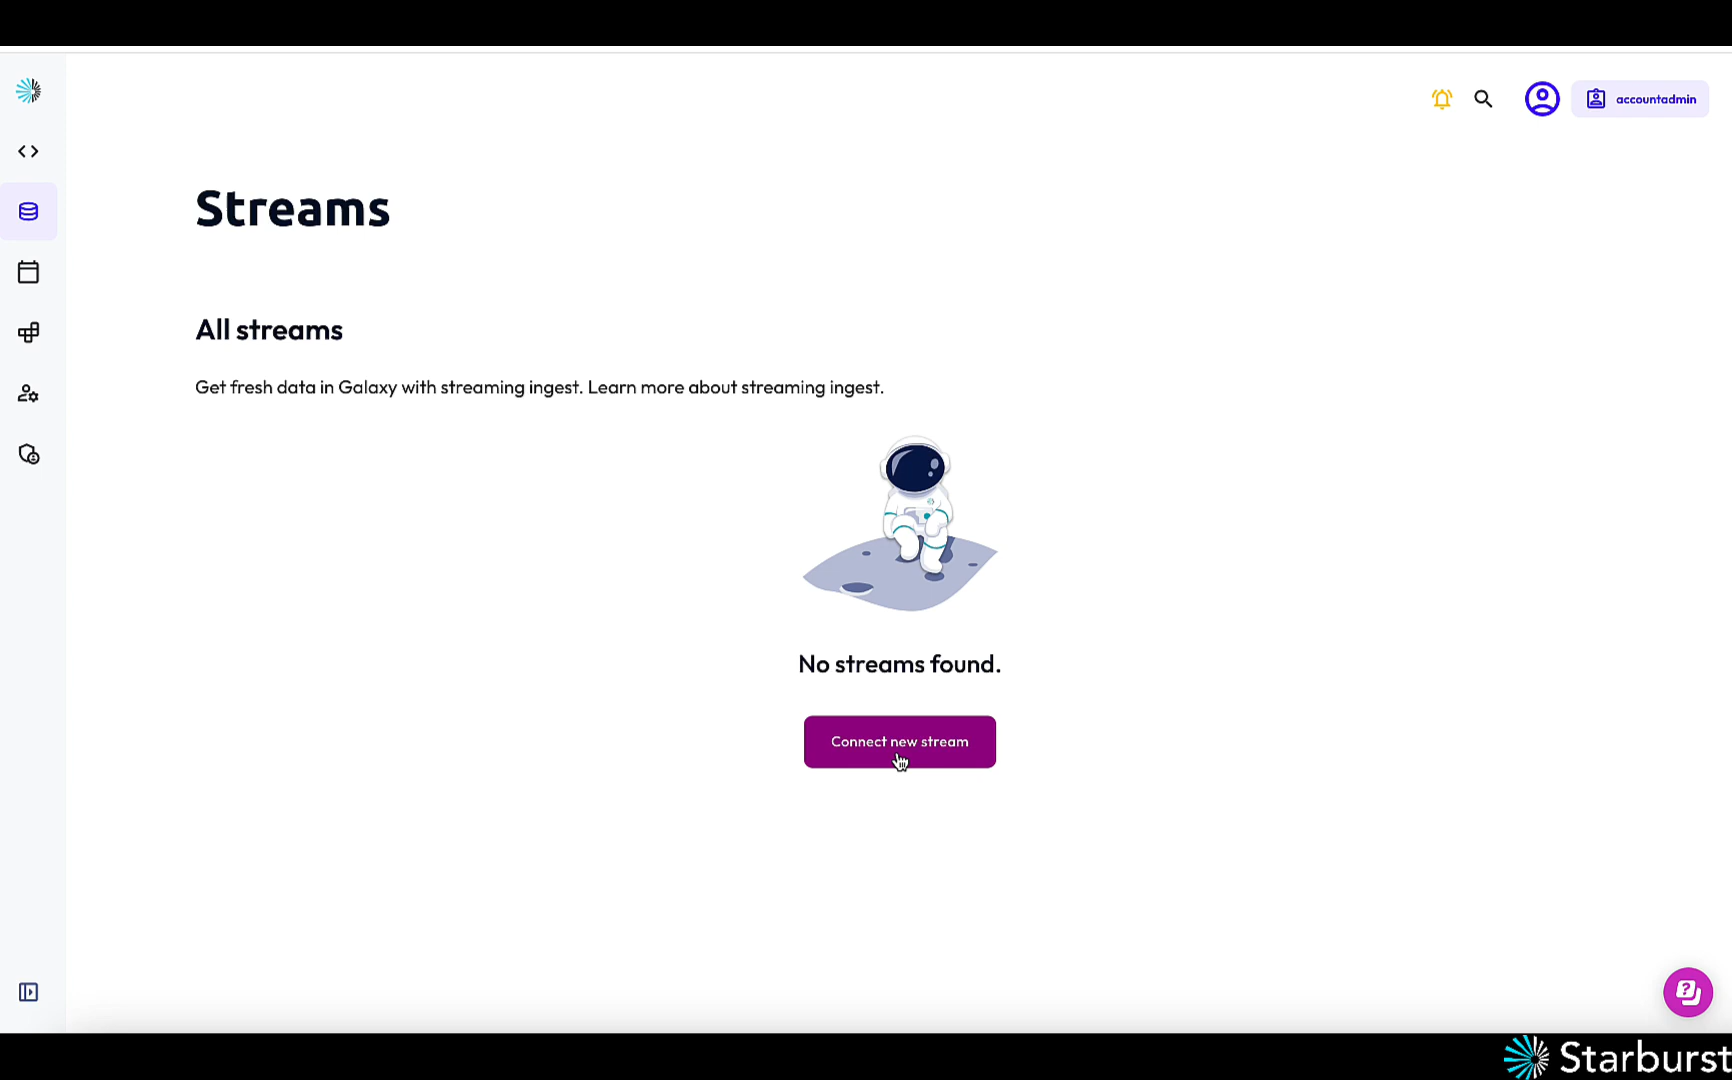 accountadmin
Streams
All streams
Get fresh data in Galaxy with streaming ingest. Learn more about streaming ingest.
No streams found.
Connect new stream
Starburst